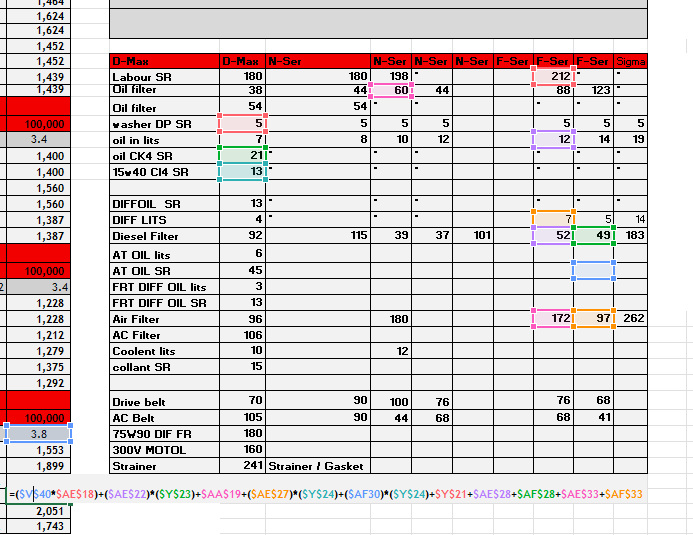 1,464
1,624
1,624
1,452
1,452 D-Max D-Max N-Ser N-Ser N-Ser N-Ser F-Ser F-Ser F-Ser Sigma
1,439 Labour SR 180 180 198 - 212 - -
1,439 Oil filter 38 44 60 44 88 123 -
Oil filter 54 54 - - - - -
100,000 washer DP SR 5 5 5 5 5 5 5
3.4 oil in lits 7 8 10 12 12 14 19
1,400 oil CK4 SR 21 - - - - - -
1,400 15w40 CI4 SR 13 - - - - - -
1,560
1,560 DIFFOIL SR 13 - - - - - -
1,387 DIFF LITS 4 - - - 7 5 14
1,387 Diesel Filter 92 115 39 37 101 52 49 183
AT OIL lits 6
100,000 AT OIL SR 45
2 3.4 FRT DIFF OIL lits 3
1,228 FRT DIFF OIL SR 13
1,228 Air Filter 96 180 172 97 262
1,212 AC Filter 106
1,279 Coolent lits 10 12
1,375 collant SR 15
1,292
Drive belt 70 90 100 76 76 68
100,000 AC Belt 105 90 44 68 68 41
3.8 75W90 DIF FR 180
1,553 300V MOTOL 160
1,899 Strainer 241 Strainer / Gasket
=($V$40*$AE$18)+($AE$22)*($Y$23)+$AA$19+($AE$27)*($Y$24)+($AF30)*($Y$24)+$Y$21+$AE$28+$AF$28+$AE$33+$AF$33
2,051
1,743